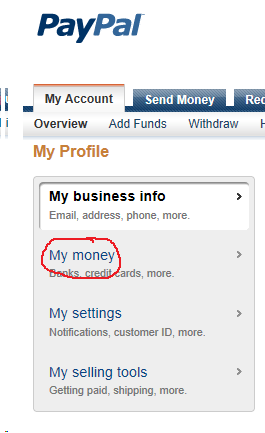 PayPal
My Account Send Money Rec
Overview Add Funds Withdraw H
My Profile
My business info
Email, address, phone, more.
My money
Banks, credit cards, more.
My settings
Notifications, customer ID, more.
My selling tools
Getting paid, shipping, more.